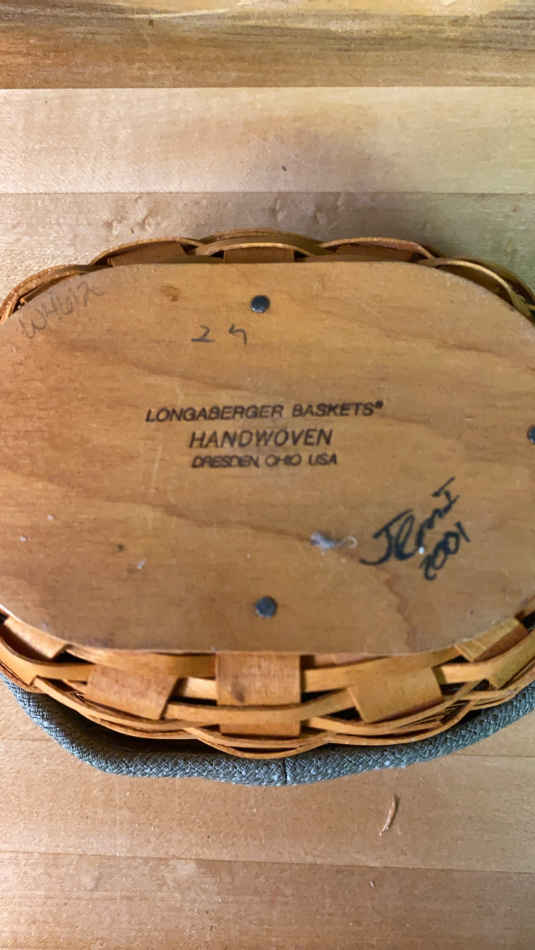 24
LONGABERGER BASKETS®
HANDWOVEN
DRESDEN, OHIO USA
2001